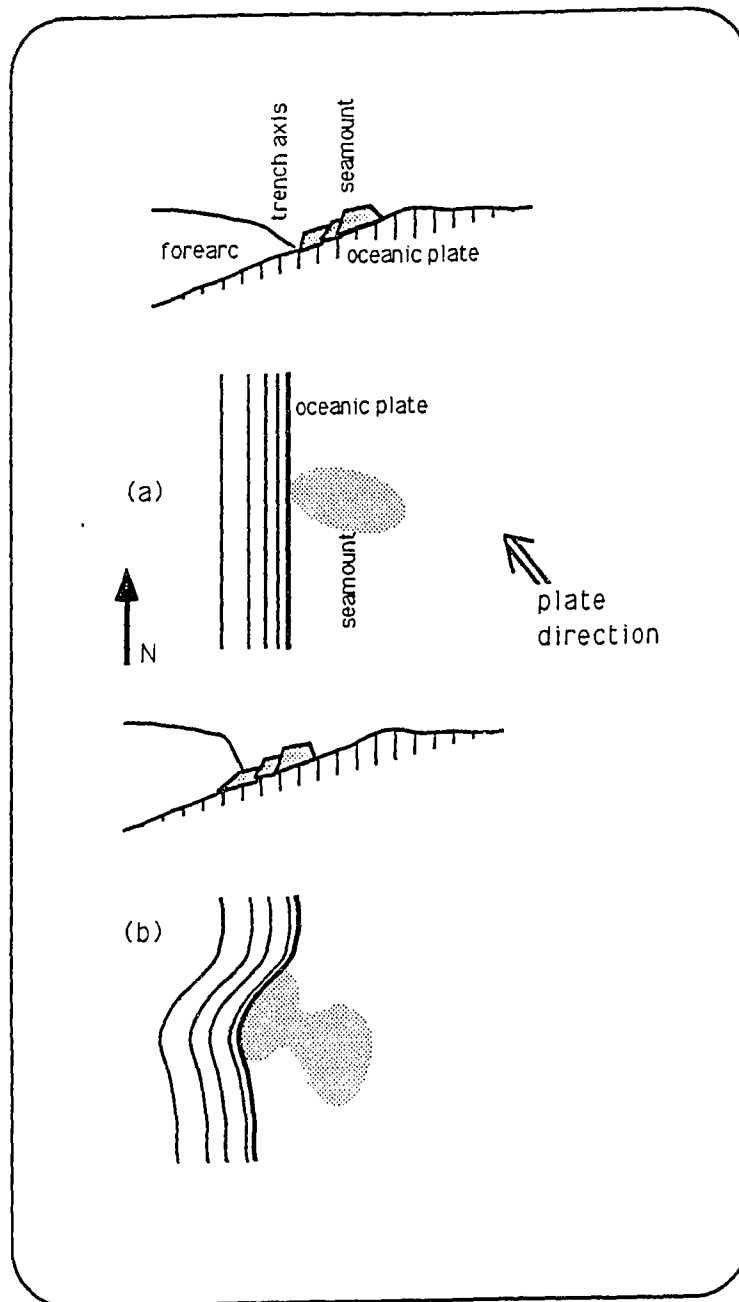 trench axis
seamount
forearc
oceanic plate
oceanic plate
(a)
seamount
N
plate
direction
(b)